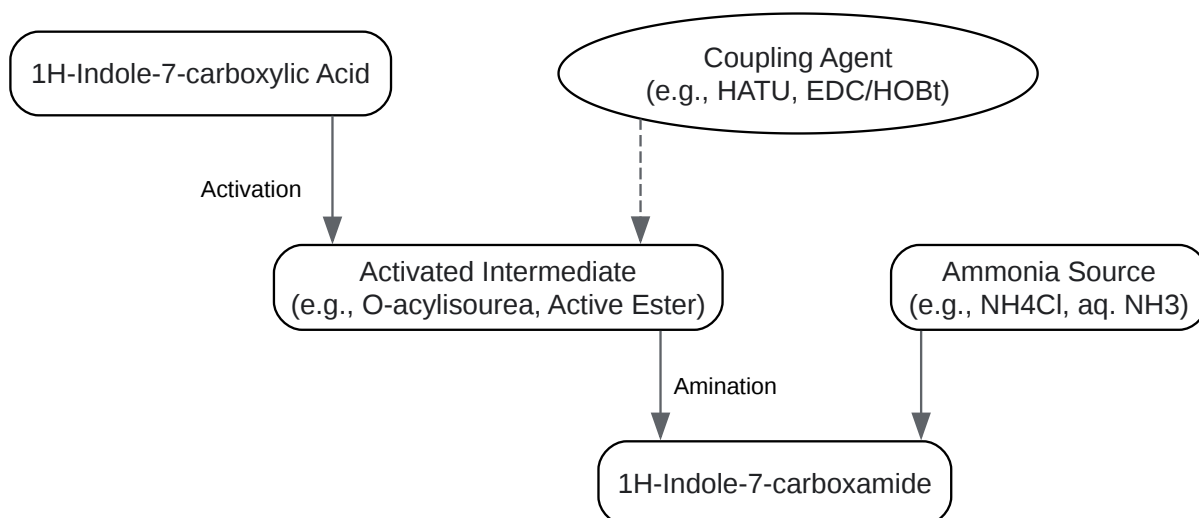 1H-Indole-7-carboxylic Acid
Coupling Agent
(e.g., HATU, EDC/HOBt)
Activation
Activated Intermediate
(e.g., O-acylisourea, Active Ester)
Ammonia Source
(e.g., NH4Cl, aq. NH3)
Amination
1H-Indole-7-carboxamide